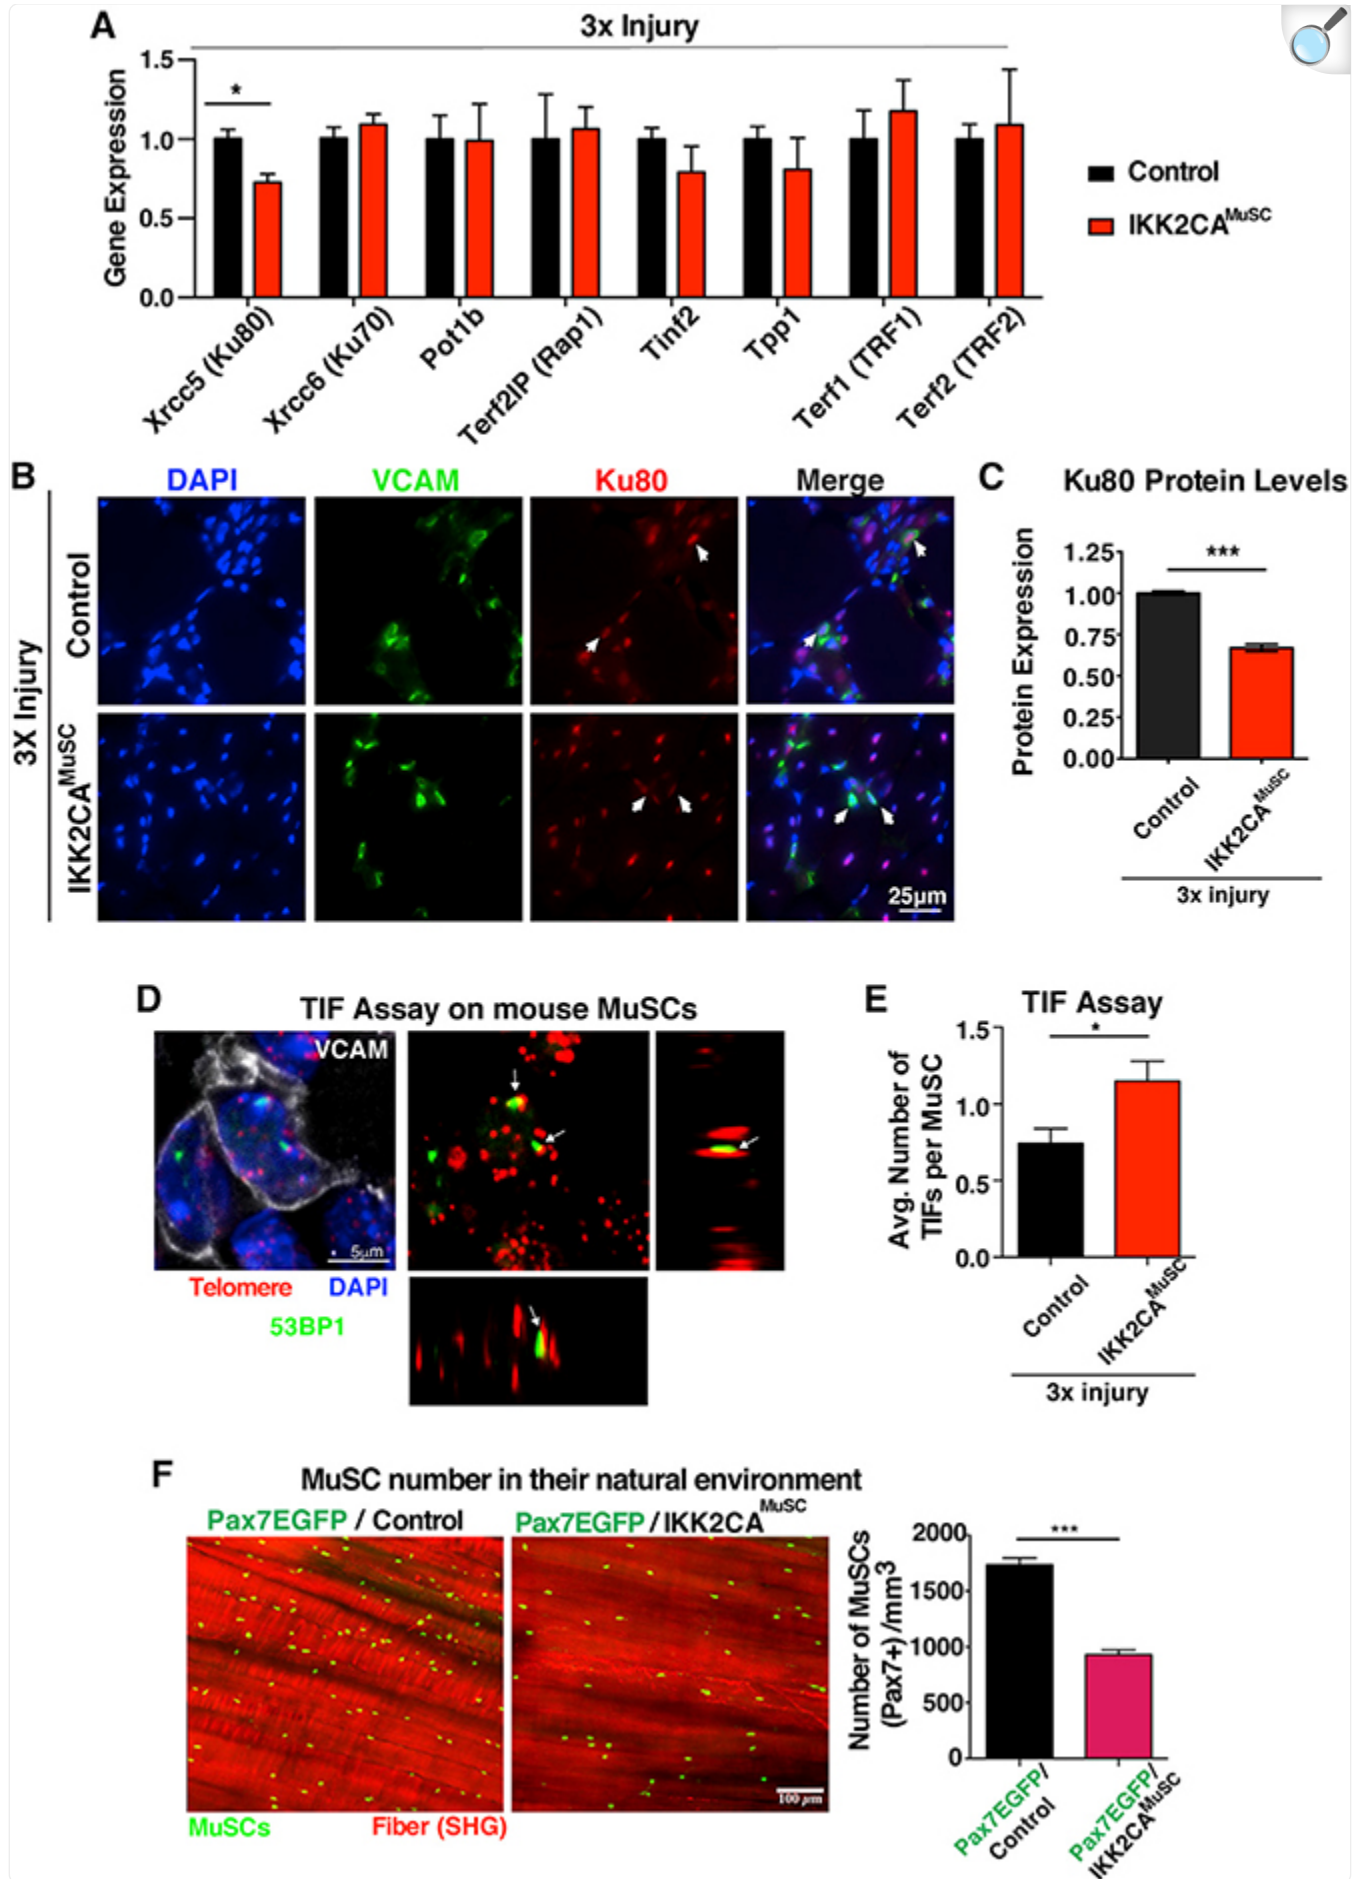 A
3x Injury
Gene Expression
1.5
1.0
0.5
0.0
*
Xrcc5 (Ku80)
Xrcc6 (Ku70)
Pot1b
Terf2IP (Rap1)
Tinf2
Tpp1
Terf1 (TRF1)
Terf2 (TRF2)
Control
IKK2CA^MuSC
B
DAPI
VCAM
Ku80
Merge
3X Injury
Control
IKK2CA^MuSC
25µm
C
Ku80 Protein Levels
Protein Expression
1.25
1.00
0.75
0.50
0.25
0.00
***
Control
IKK2CA^MuSC
3x injury
D
TIF Assay on mouse MuSCs
VCAM
5µm
Telomere
DAPI
53BP1
E
TIF Assay
Avg. Number of
TIFs per MuSC
1.5
1.0
0.5
0.0
*
Control
IKK2CA^MuSC
3x injury
F
MuSC number in their natural environment
Pax7EGFP / Control
Pax7EGFP / IKK2CA^MuSC
100 µm
MuSCs
Fiber (SHG)
Number of MuSCs
(Pax7+) /mm3
2000
1500
1000
500
0
***
Pax7EGFP/
Control
Pax7EGFP/
IKK2CA^MuSC